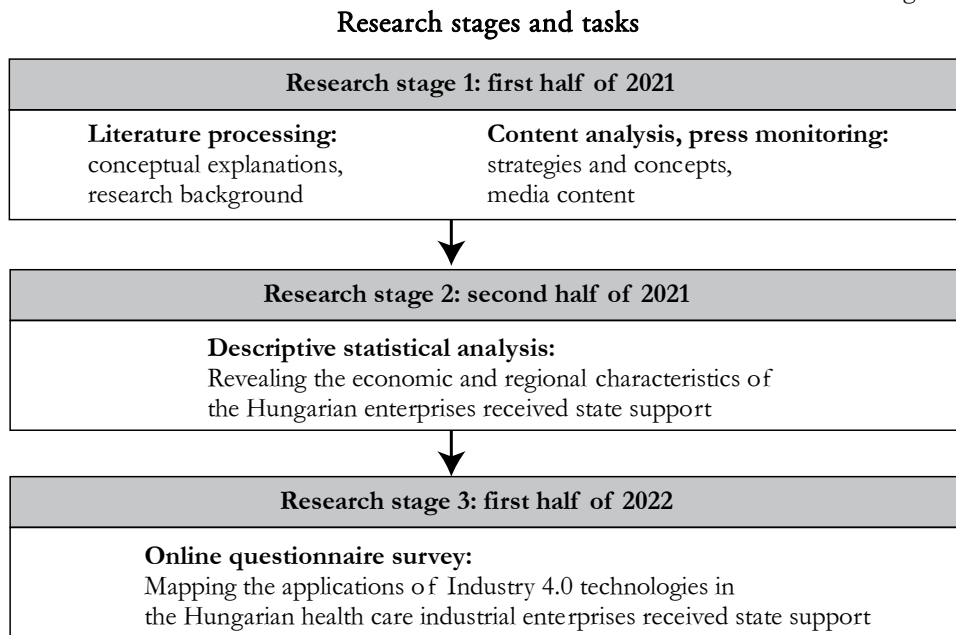 Research stages and tasks
Research stage 1: first half of 2021
Literature processing:
conceptual explanations,
research background
Content analysis, press monitoring:
strategies and concepts,
media content
Research stage 2: second half of 2021
Descriptive statistical analysis:
Revealing the economic and regional characteristics of
the Hungarian enterprises received state support
Research stage 3: first half of 2022
Online questionnaire survey:
Mapping the applications of Industry 4.0 technologies in
the Hungarian health care industrial enterprises received state support